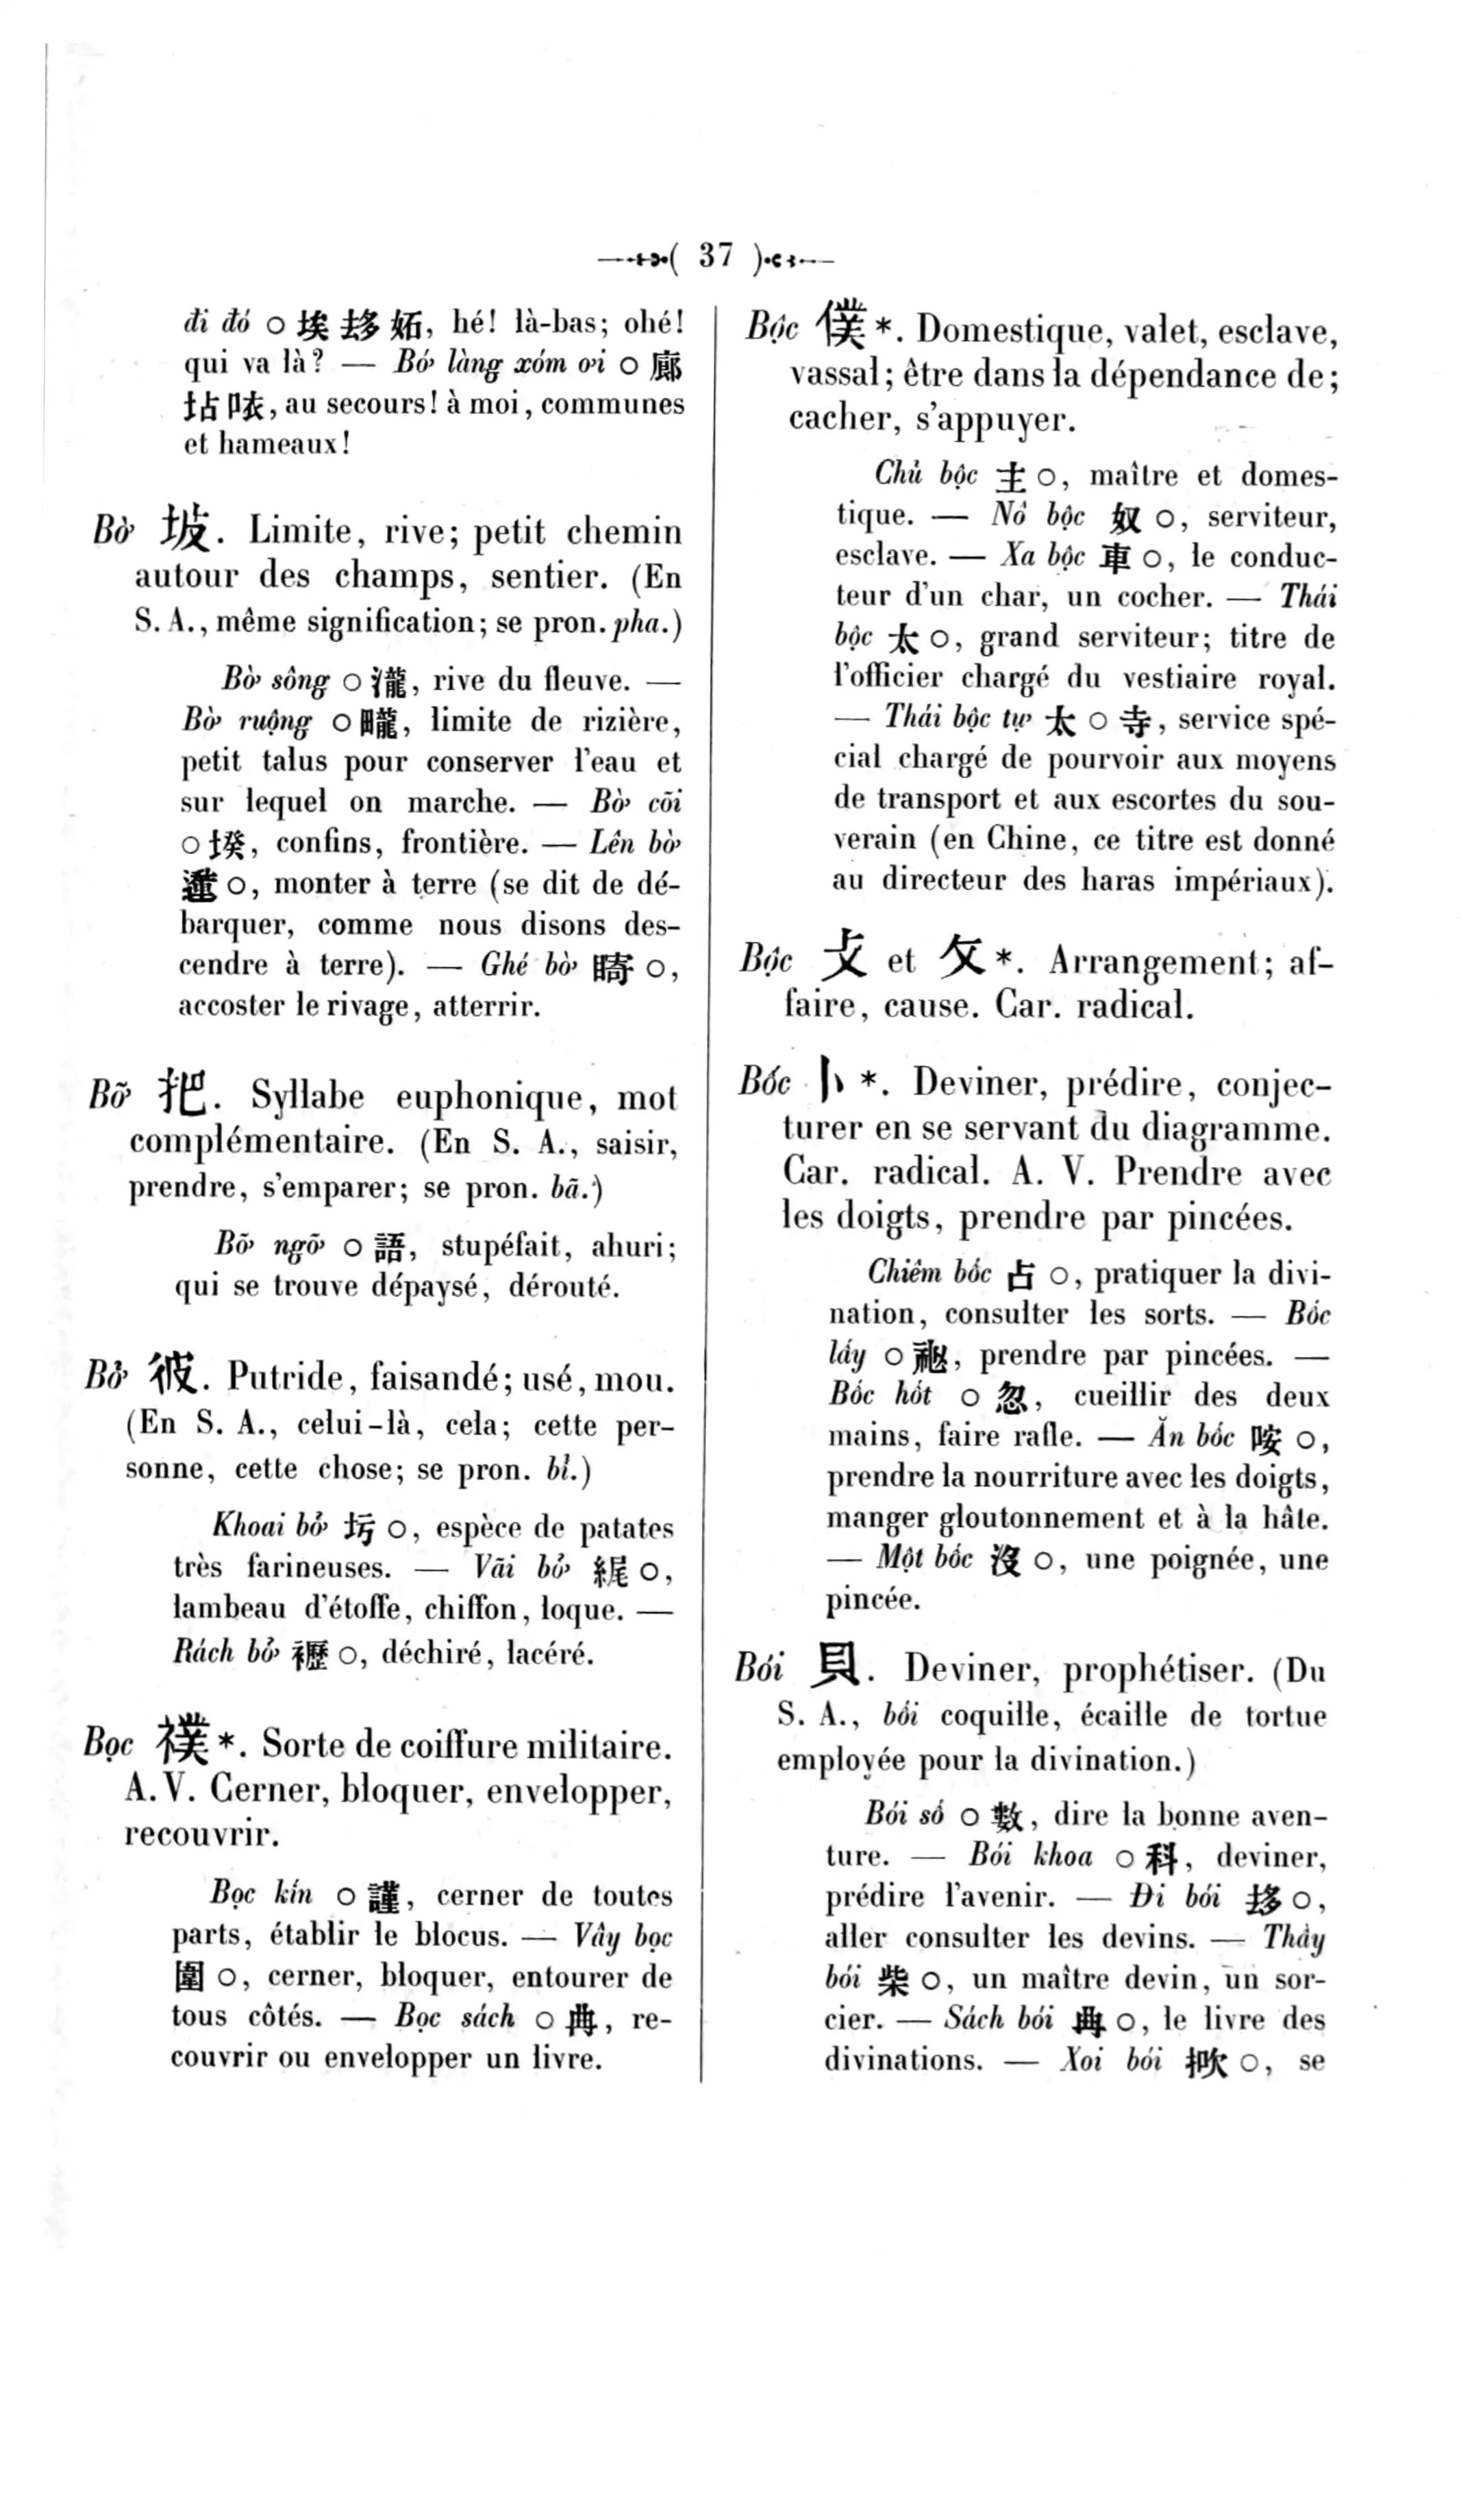 ( 37 )
đi đó ○ 埃 𠫾 妬, hé! là-bas; ohé!
qui va là? — Bớ làng xóm ơi ○ 廊
坫 㖂, au secours! à moi, communes
et hameaux!
Bờ 坡. Limite, rive; petit chemin
autour des champs, sentier. (En
S. A., même signification; se pron. pha.)
Bờ sông ○ 瀧, rive du fleuve. —
Bờ ruộng ○ 𪽞, limite de rizière,
petit talus pour conserver l'eau et
sur lequel on marche. — Bờ cõi
○ 𡎝, confins, frontière. — Lên bờ
○, monter à terre (se dit de dé-
barquer, comme nous disons des-
cendre à terre). — Ghé bờ ○,
accoster le rivage, atterrir.
Bỡ 把. Syllabe euphonique, mot
complémentaire. (En S. A., saisir,
prendre, s'emparer; se pron. bã.)
Bỡ ngỡ ○ 語, stupéfait, ahuri;
qui se trouve dépaysé, dérouté.
Bở 彼. Putride, faisandé; usé, mou.
(En S. A., celui-là, cela; cette per-
sonne, cette chose; se pron. bỉ.)
Khoai bở ○, espèce de patates
très farineuses. — Vãi bở ○,
lambeau d'étoffe, chiffon, loque. —
Rách bở ○, déchiré, lacéré.
Bọc 襆 *. Sorte de coiffure militaire.
A. V. Cerner, bloquer, envelopper,
recouvrir.
Bọc kín ○ 謹, cerner de toutes
parts, établir le blocus. — Vây bọc
圍 ○, cerner, bloquer, entourer de
tous côtés. — Bọc sách ○ 冊, re-
couvrir ou envelopper un livre.
Bộc 僕 *. Domestique, valet, esclave,
vassal; être dans la dépendance de;
cacher, s'appuyer.
Chủ bộc 主 ○, maître et domes-
tique. — Nô bộc 奴 ○, serviteur,
esclave. — Xa bộc 車 ○, le conduc-
teur d'un char, un cocher. — Thái
bộc 太 ○, grand serviteur; titre de
l'officier chargé du vestiaire royal.
— Thái bộc tự 太 ○ 寺, service spé-
cial chargé de pourvoir aux moyens
de transport et aux escortes du sou-
verain (en Chine, ce titre est donné
au directeur des haras impériaux).
Bộc 攴 et 攵 *. Arrangement; af-
faire, cause. Car. radical.
Bốc 卜 *. Deviner, prédire, conjec-
turer en se servant du diagramme.
Car. radical. A. V. Prendre avec
les doigts, prendre par pincées.
Chiêm bốc 占 ○, pratiquer la divi-
nation, consulter les sorts. — Bốc
lấy ○ 𥙩, prendre par pincées. —
Bốc hốt ○ 忽, cueillir des deux
mains, faire rafle. — Ăn bốc 咹 ○,
prendre la nourriture avec les doigts,
manger gloutonnement et à la hâte.
— Một bốc 沒 ○, une poignée, une
pincée.
Bói 貝. Deviner, prophétiser. (Du
S. A., bối coquille, écaille de tortue
employée pour la divination.)
Bói số ○ 數, dire la bonne aven-
ture. — Bói khoa ○ 科, deviner,
prédire l'avenir. — Đi bói 𠫾 ○,
aller consulter les devins. — Thầy
bói 柴 ○, un maître devin, un sor-
cier. — Sách bói 冊 ○, le livre des
divinations. — Xoi bói ○, se